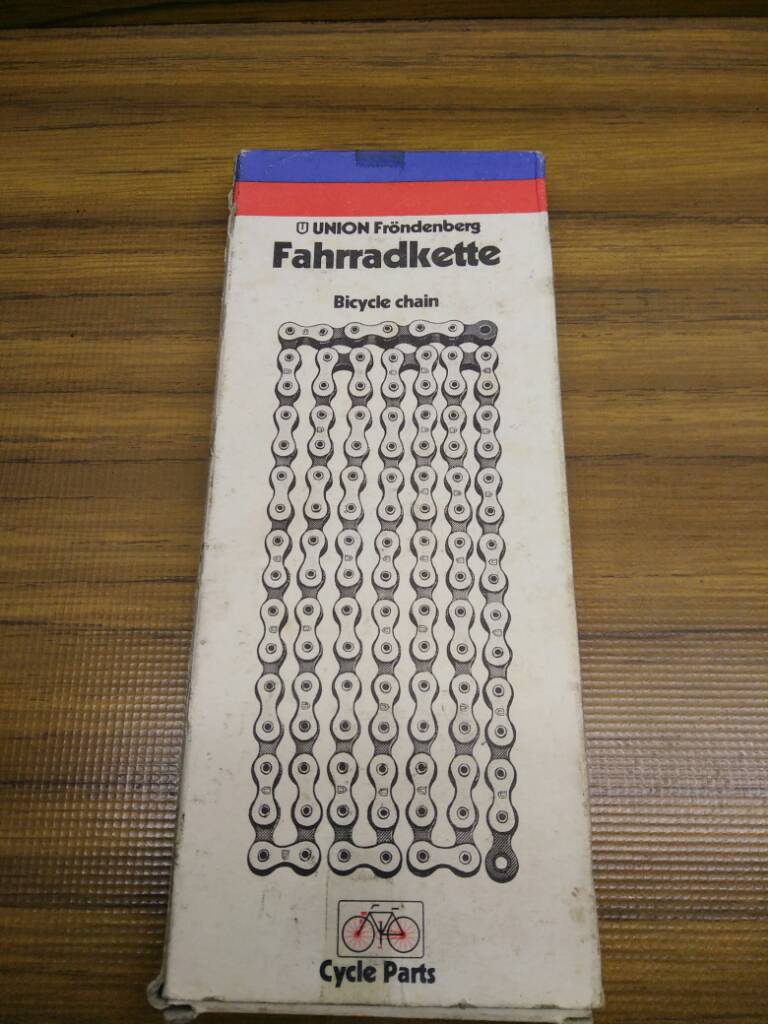 UNION Fröndenberg
Fahrradkette
Bicycle chain
Cycle Parts